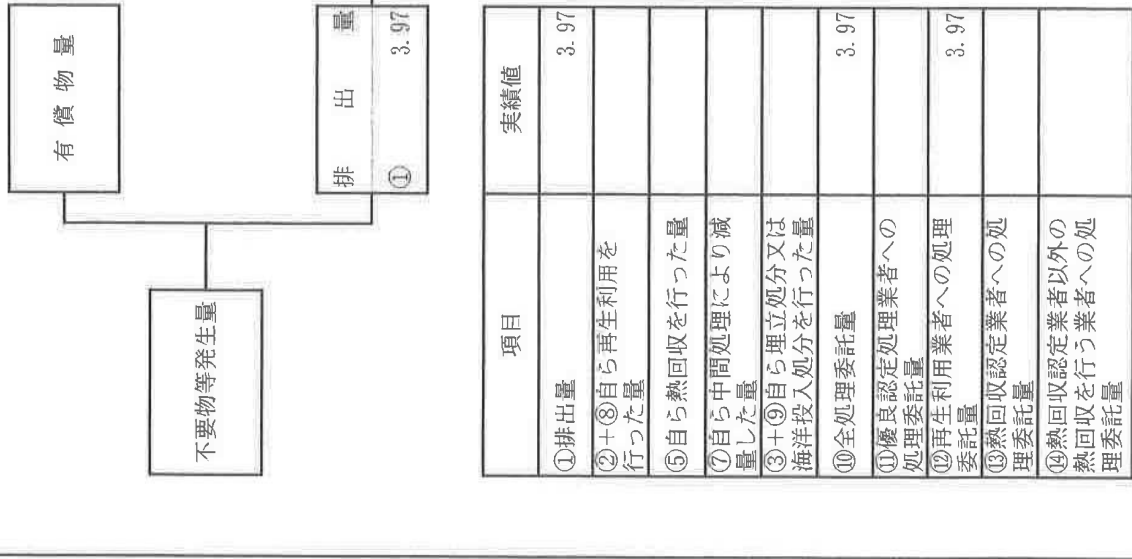 有償物量
不要物等発生量
排出量
① 3.97
項目 実績値
①排出量 3.97
②+⑧自ら再生利用を
行った量
⑤自ら熱回収を行った量
⑦自ら中間処理により減
量した量
③+⑨自ら埋立処分又は
海洋投入処分を行った量
⑩全処理委託量 3.97
⑪優良認定処理業者への
処理委託量
⑫再生利用業者への処理
委託量 3.97
⑬熱回収認定業者への処
理委託量
⑭熱回収認定業者以外の
熱回収を行う業者への処
理委託量